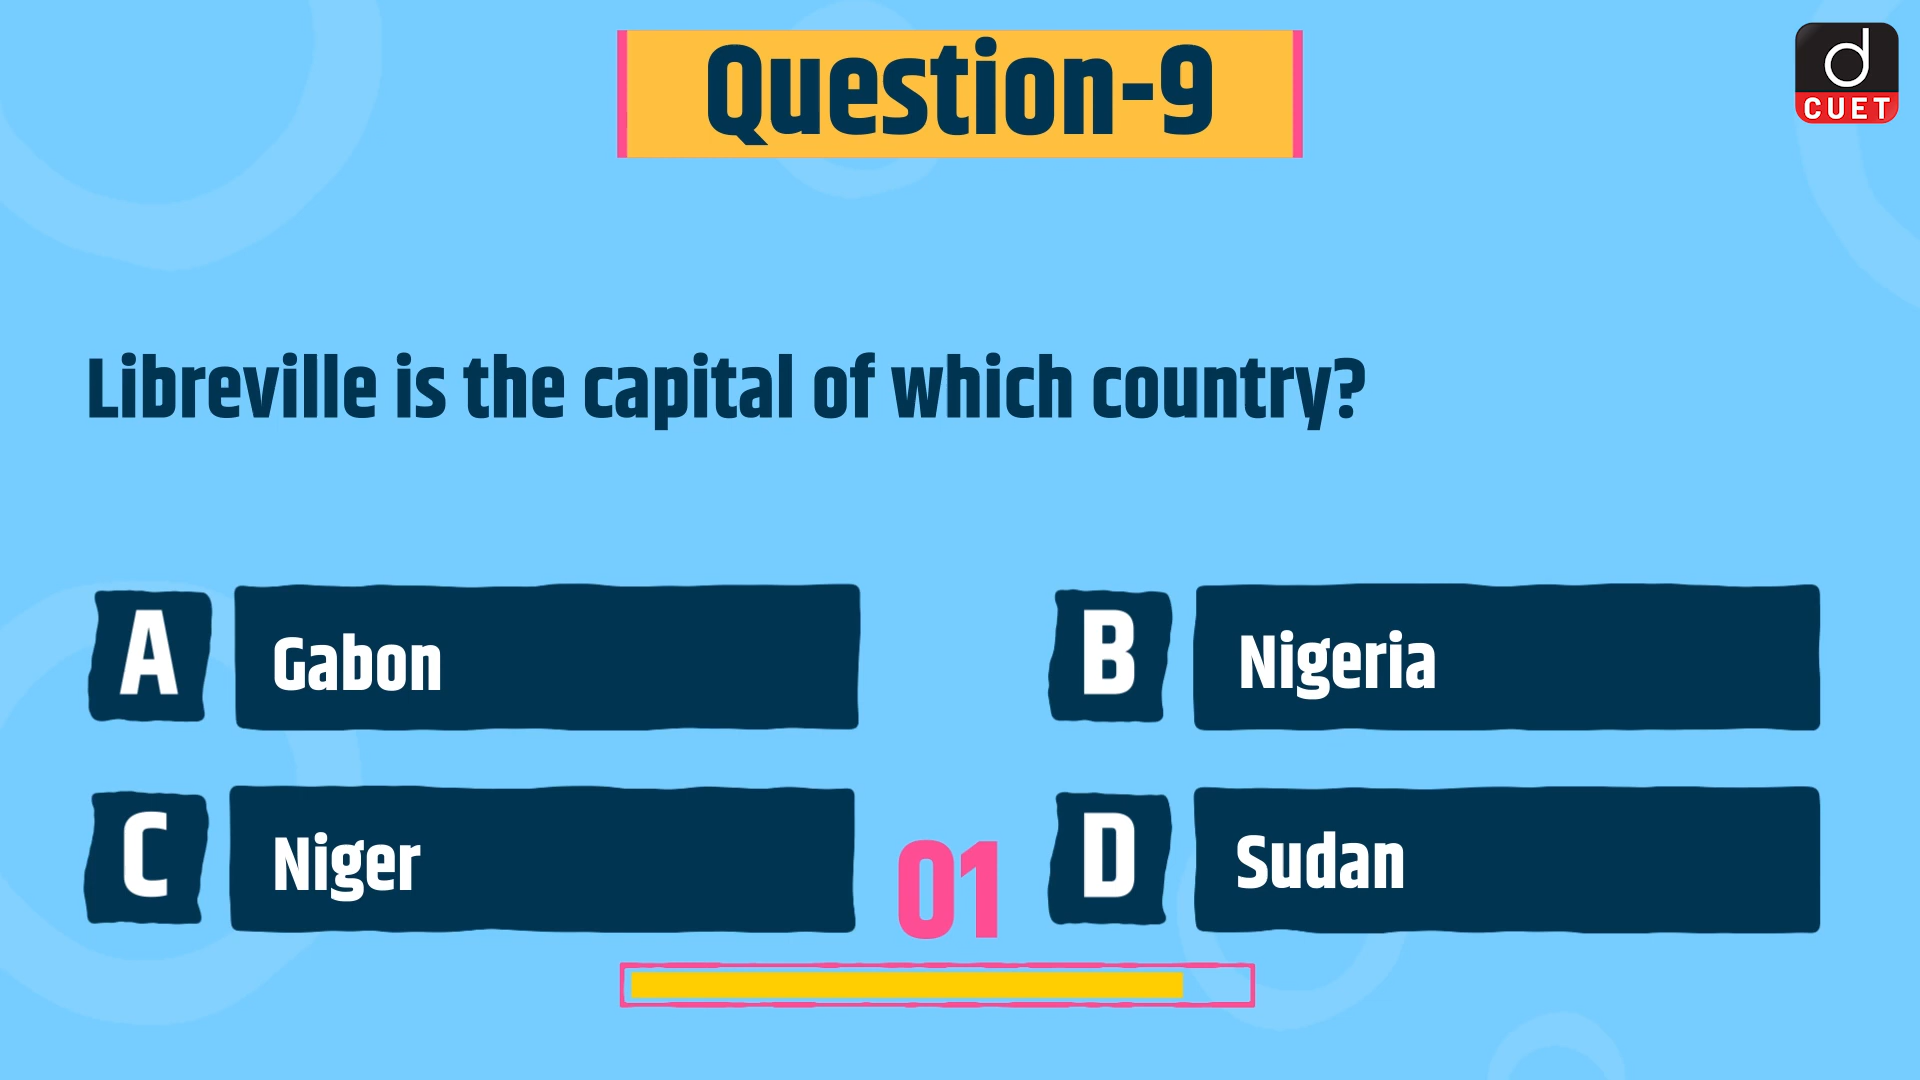 Question-9
d
CUET
Libreville is the capital of which country?
A
Gabon
B
Nigeria
C
Niger
D
Sudan
01